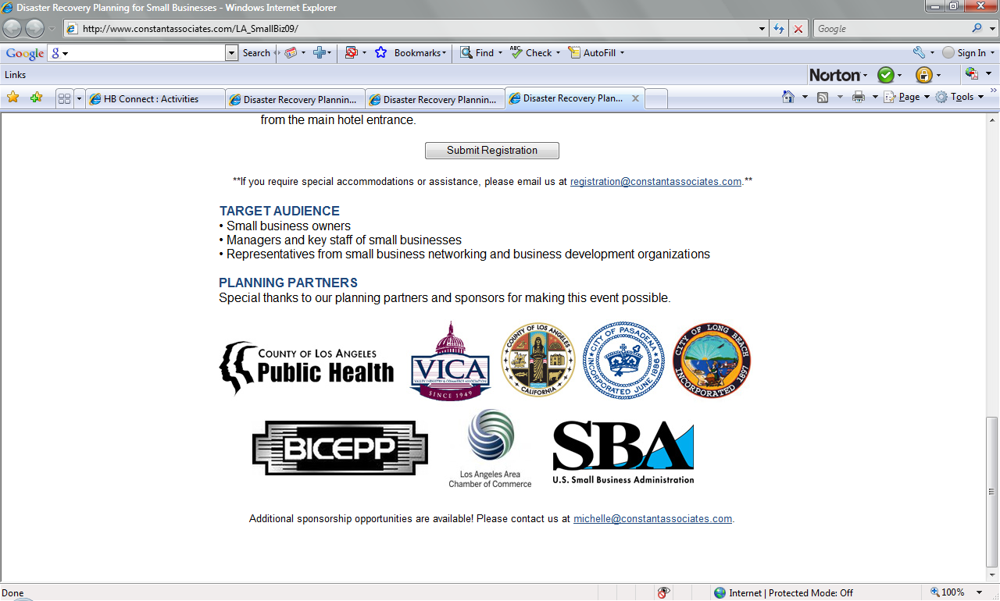 Disaster Recovery Planning for Small Businesses - Windows Internet Explorer
http://www.constantassociates.com/LA_SmallBiz09/
Google
Google
Search
Bookmarks
Find
ABC
Check
AutoFill
Sign In
Links
Norton
HB Connect : Activities
Disaster Recovery Plannin...
Disaster Recovery Plannin...
Disaster Recovery Plan...
Page
Tools
from the main hotel entrance.
Submit Registration
**If you require special accommodations or assistance, please email us at registration@constantassociates.com.**
TARGET AUDIENCE
• Small business owners
• Managers and key staff of small businesses
• Representatives from small business networking and business development organizations
PLANNING PARTNERS
Special thanks to our planning partners and sponsors for making this event possible.
COUNTY OF LOS ANGELES
Public Health
VICA
VALLEY INDUSTRY & COMMERCE ASSOCIATION
SINCE 1949
COUNTY OF LOS ANGELES
CALIFORNIA
CITY OF PASADENA
INCORPORATED JUNE 1886
CITY OF LONG BEACH
INCORPORATED 1897
BICEPP
Los Angeles Area
Chamber of Commerce
SBA
U.S. Small Business Administration
Additional sponsorship opportunities are available! Please contact us at michelle@constantassociates.com.
Done
Internet | Protected Mode: Off
100%